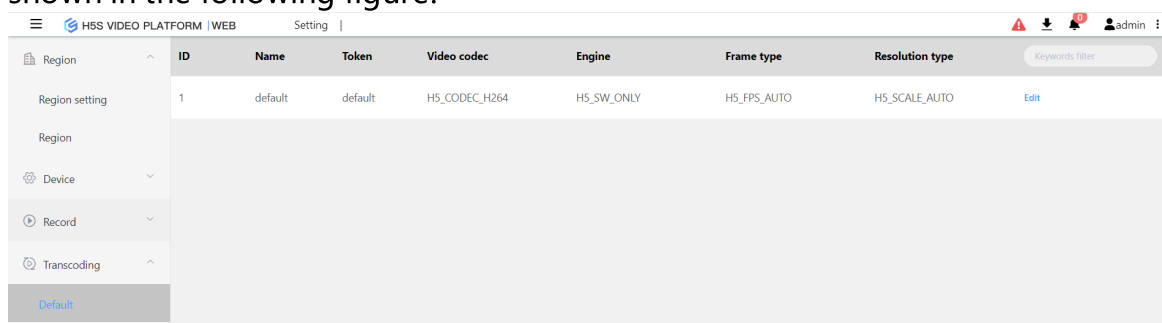 shown in the following figure:
H5S VIDEO PLATFORM | WEB Setting | 0 admin
Region ID Name Token Video codec Engine Frame type Resolution type Keywords filter
Region setting 1 default default H5_CODEC_H264 H5_SW_ONLY H5_FPS_AUTO H5_SCALE_AUTO Edit
Region
Device
Record
Transcoding
Default